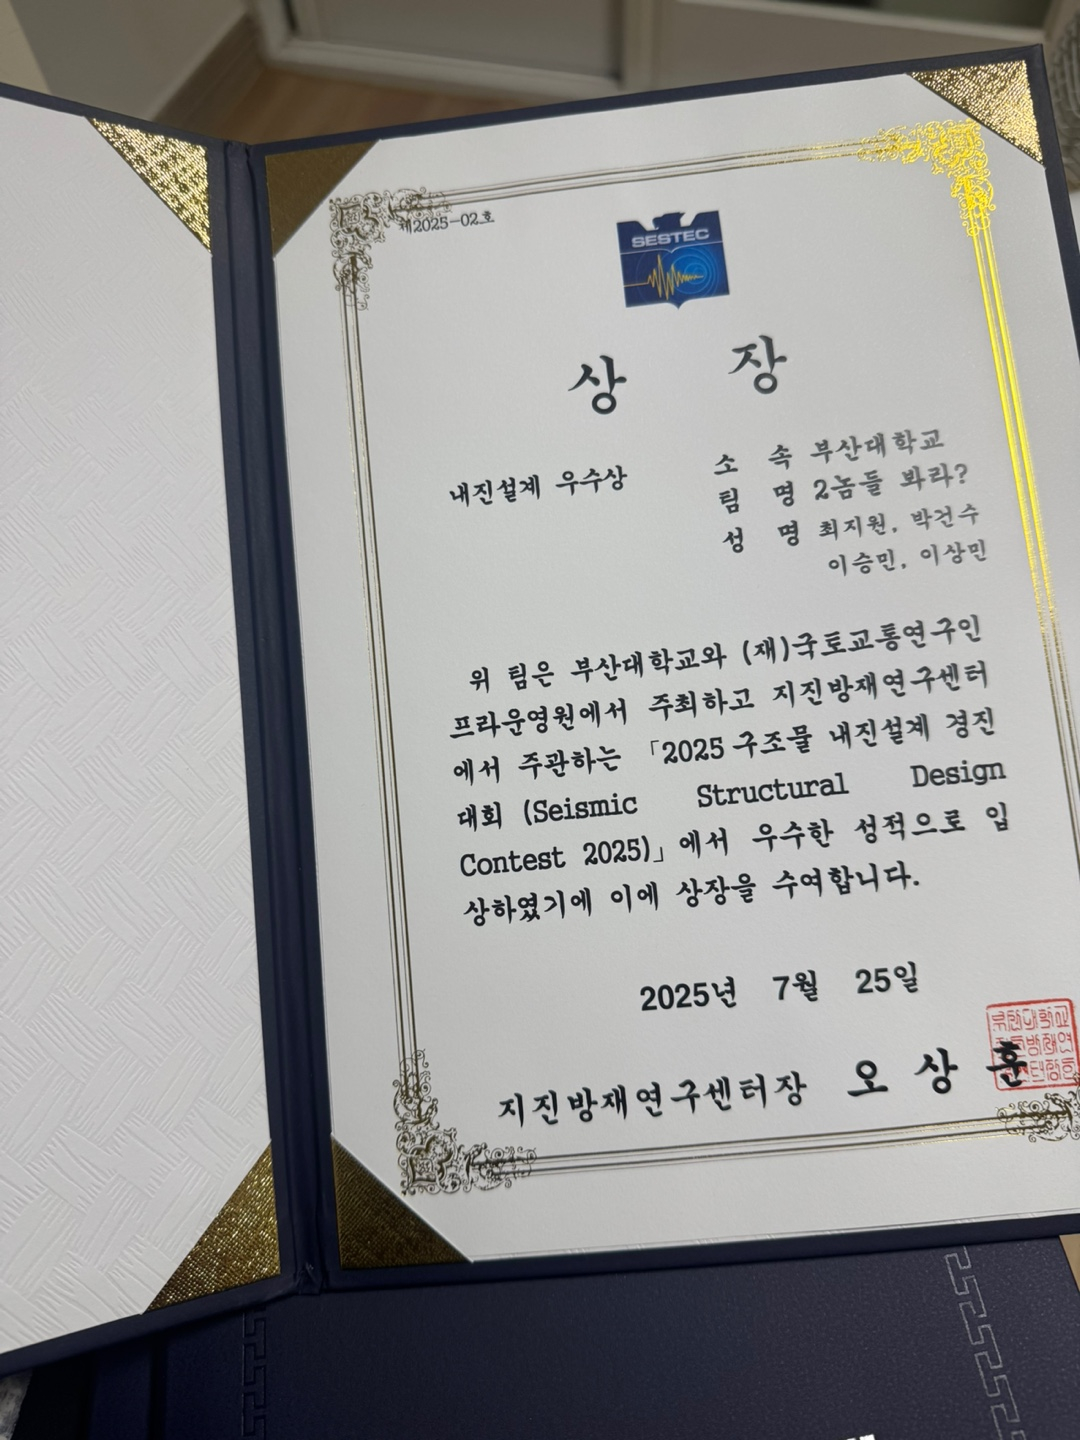 제2025-02호
SESTEC
상 장
내진설계 우수상
소 속 부산대학교
팀 명 2놈들 봐라?
성 명 최지원, 박건수
이승민, 이상민
위 팀은 부산대학교와 (재)국토교통연구인
프라운영원에서 주최하고 지진방재연구센터
에서 주관하는 「2025 구조물 내진설계 경진
대회 (Seismic Structural Design
Contest 2025)」에서 우수한 성적으로 입
상하였기에 이에 상장을 수여합니다.
2025년 7월 25일
지진방재연구센터장 오 상 훈